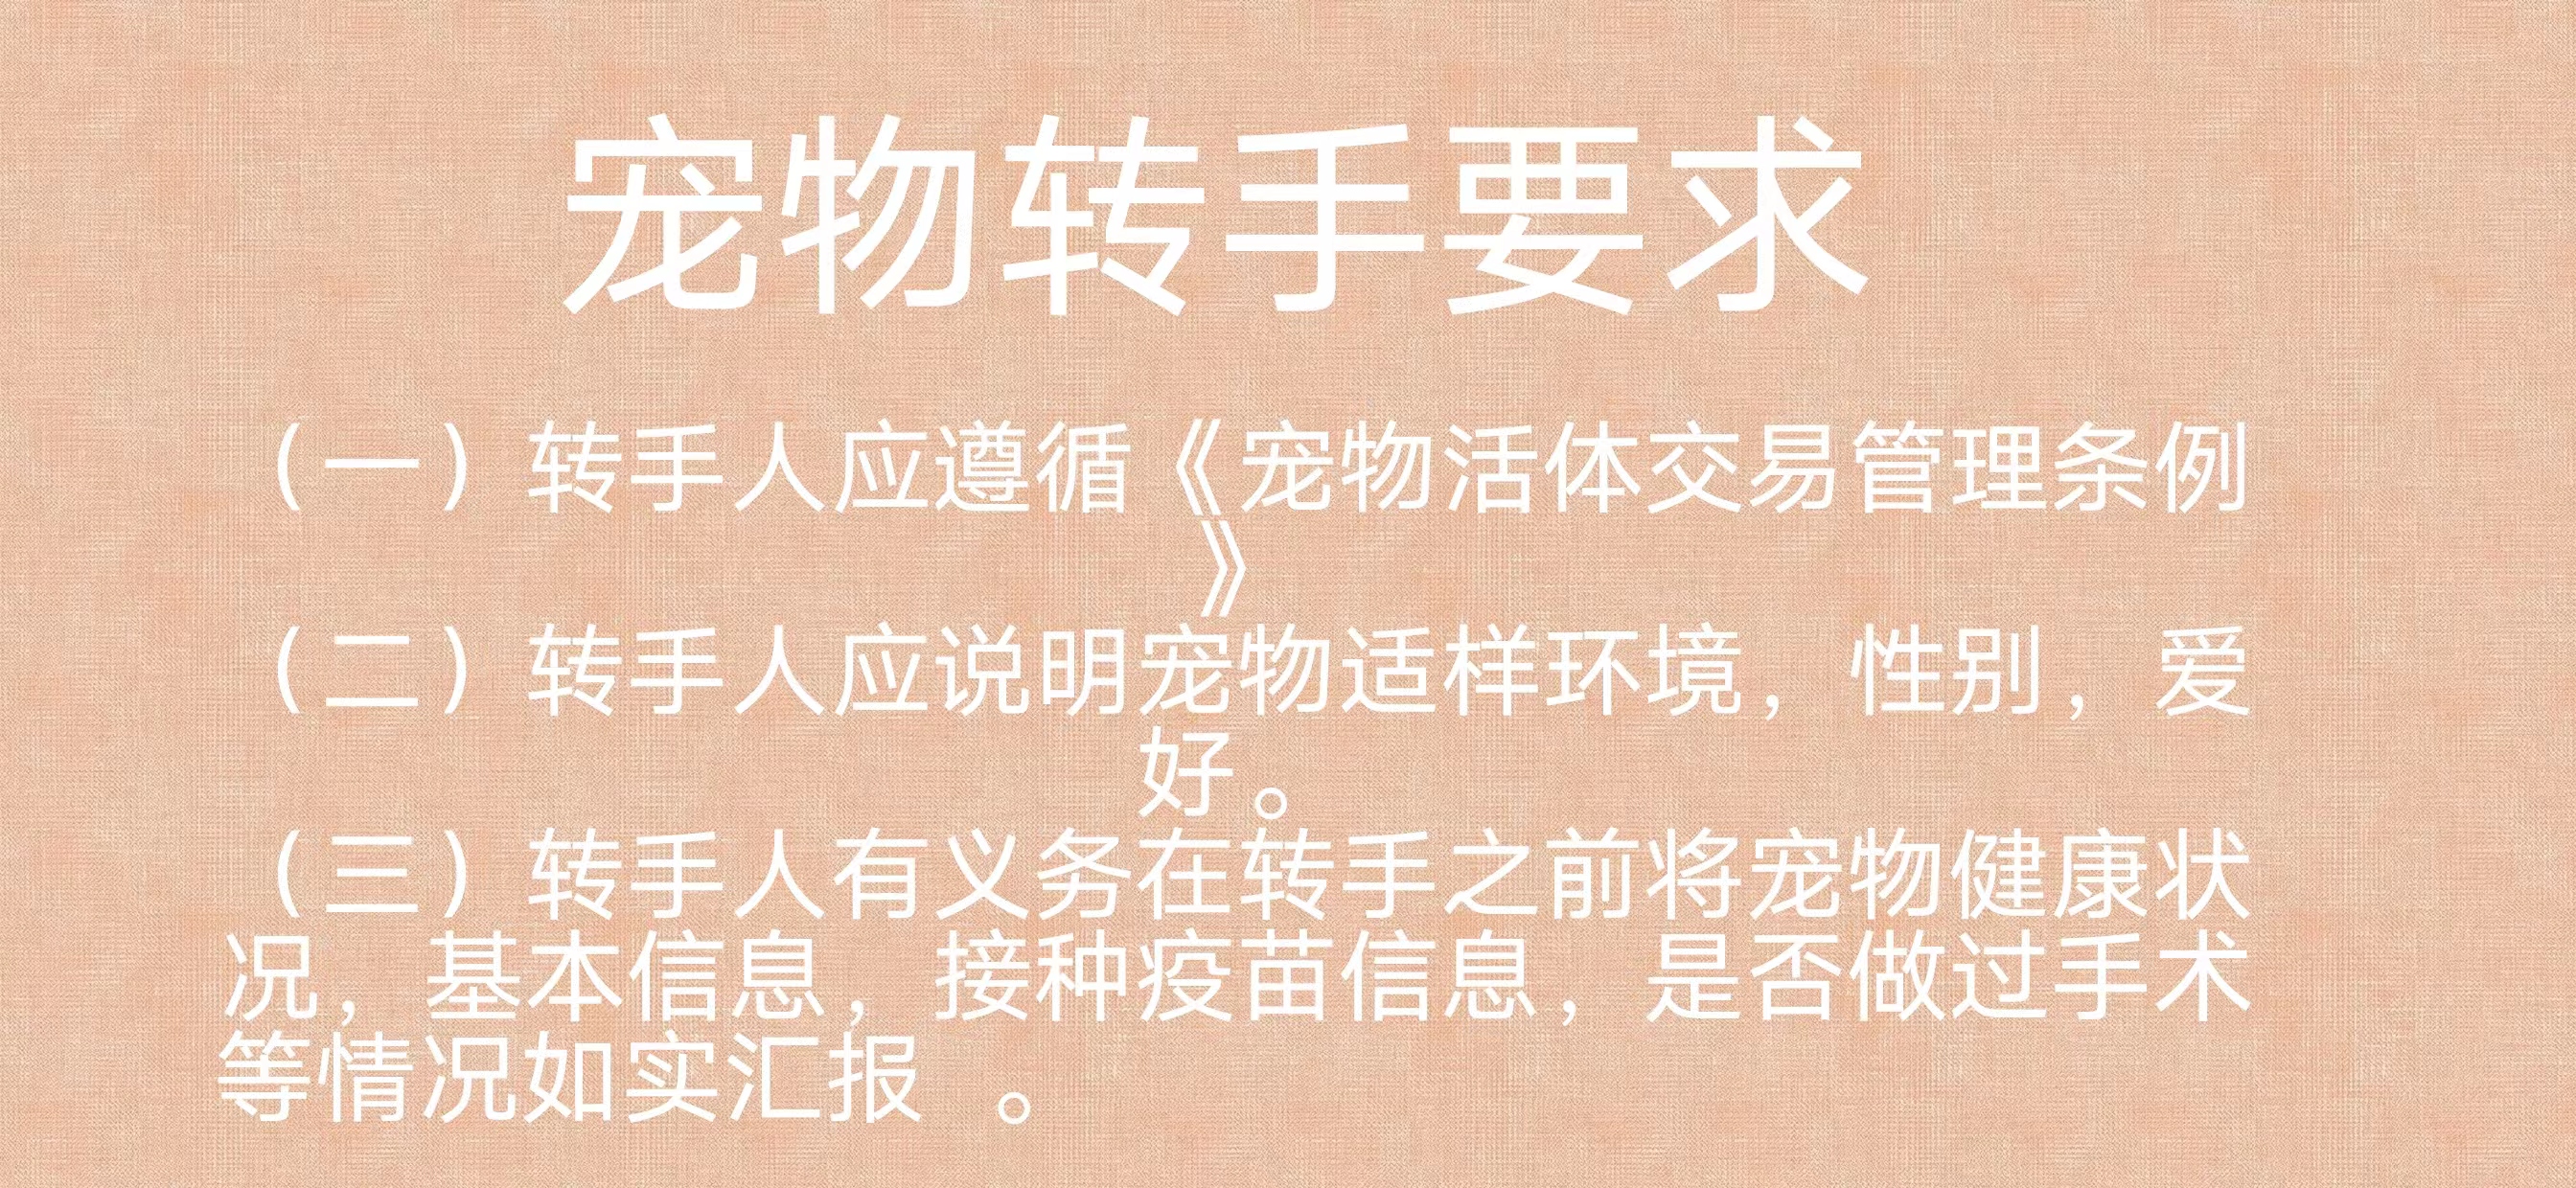 宠物转手要求
（一）转手人应遵循《宠物活体交易管理条例
》
（二）转手人应说明宠物适样环境，性别，爱
好。
（三）转手人有义务在转手之前将宠物健康状
况，基本信息，接种疫苗信息，是否做过手术
等情况如实汇报 。